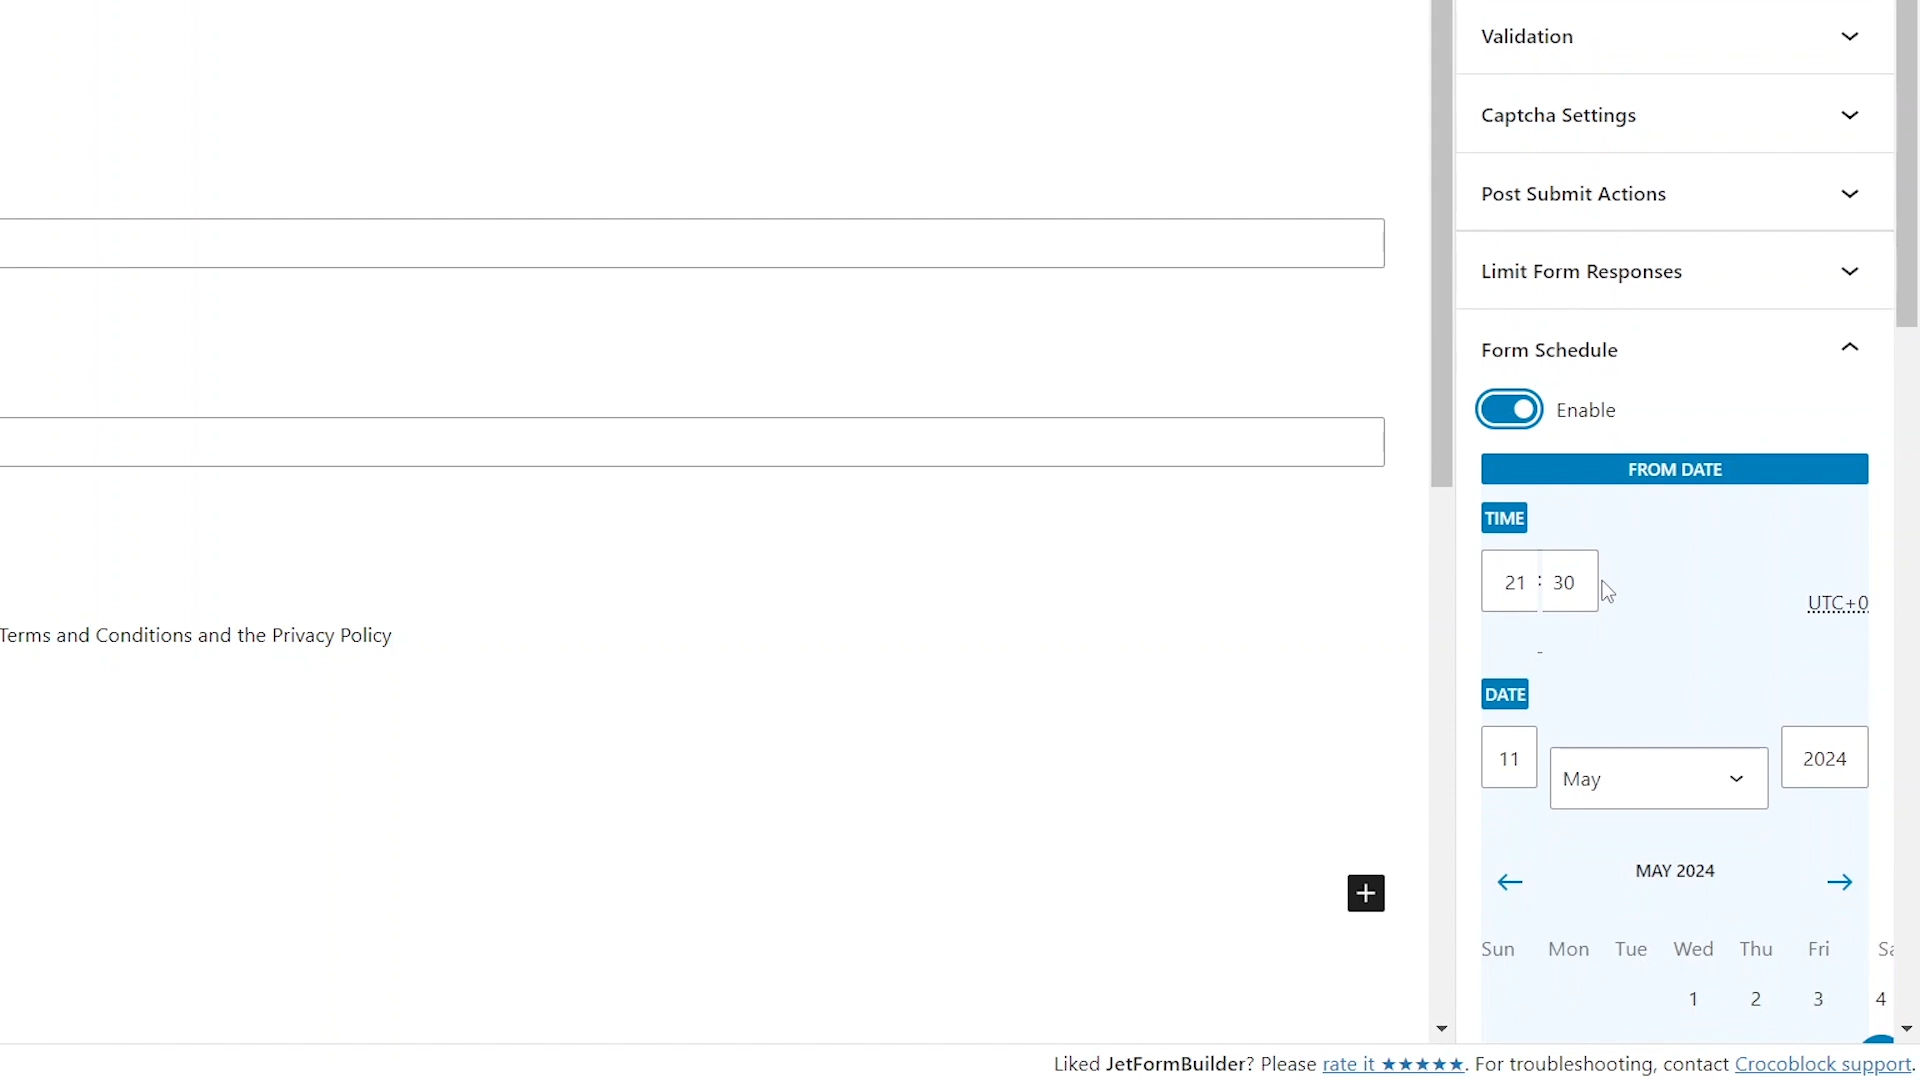 Validation
Captcha Settings
Post Submit Actions
Limit Form Responses
Form Schedule
Enable
FROM DATE
TIME
21 : 30
UTC+0
-
DATE
11 May 2024
MAY 2024
Sun Mon Tue Wed Thu Fri
1 2 3 4
Terms and Conditions and the Privacy Policy
Liked JetFormBuilder? Please rate it ★★★★★. For troubleshooting, contact Crocoblock support.